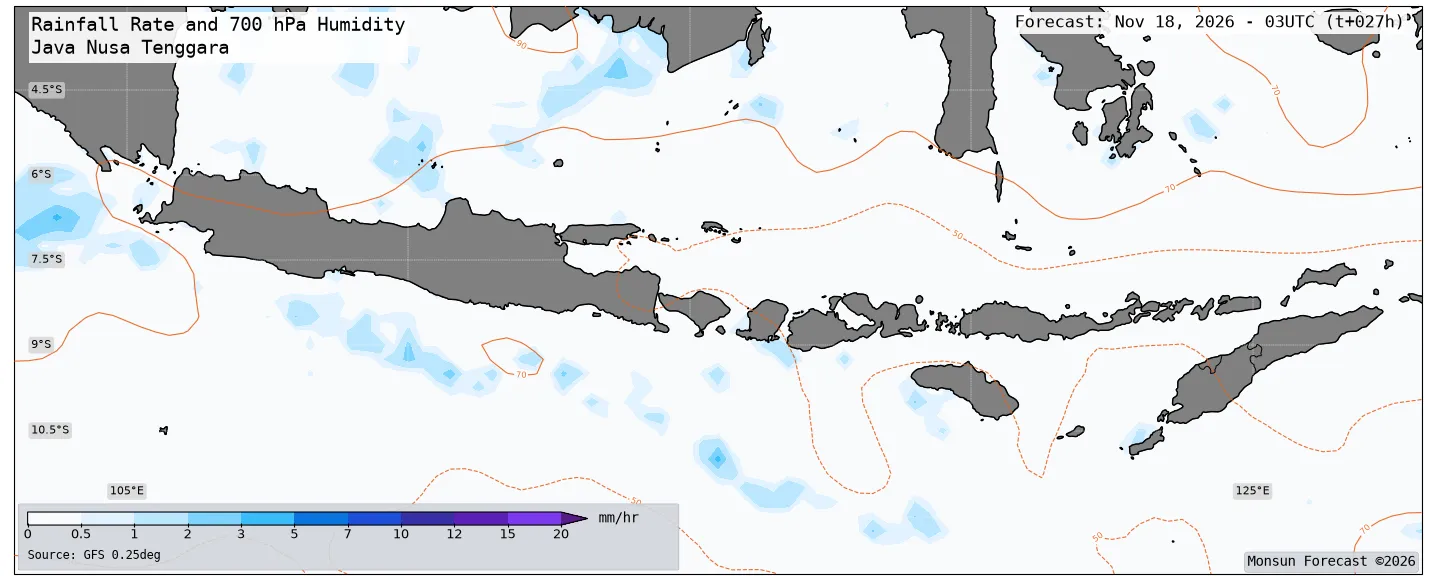 Rainfall Rate and 700 hPa Humidity
Java Nusa Tenggara
Forecast: Nov 18, 2026 - 03UTC (t+027h)
90
4.5°S
70
6°S
70
50
7.5°S
9°S
70
10.5°S
105°E
125°E
50
50
70
0 0.5 1 2 3 5 7 10 12 15 20
mm/hr
Source: GFS 0.25deg
Monsun Forecast ©2026